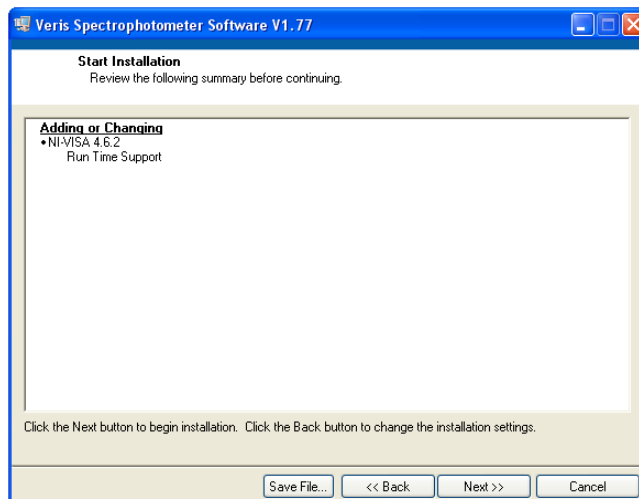 Veris Spectrophotometer Software V1.77
Start Installation
Review the following summary before continuing.
Adding or Changing
•NI-VISA 4.6.2
Run Time Support
Click the Next button to begin installation. Click the Back button to change the installation settings.
Save File... << Back Next >> Cancel